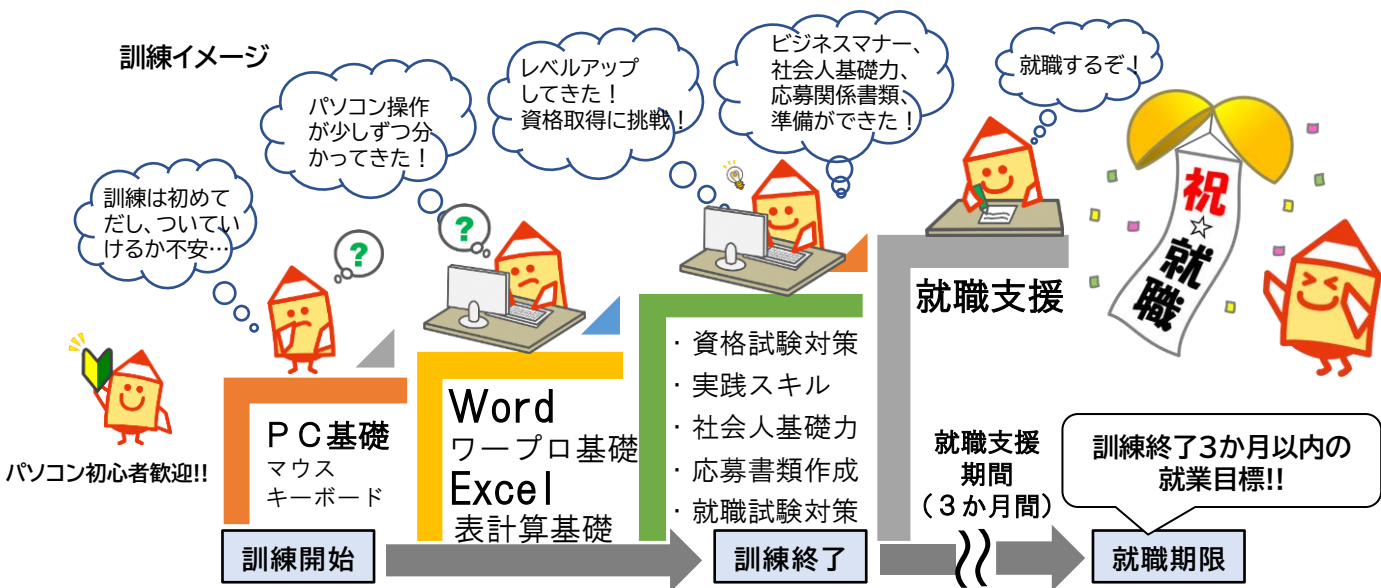 訓練イメージ
訓練は初めて
だし、ついてい
けるか不安…
パソコン操作
が少しずつ分
かってきた！
レベルアップ
してきた！
資格取得に挑戦！
ビジネスマナー、
社会人基礎力、
応募関係書類、
準備ができた！
就職するぞ！
?
?
祝
☆
就
職
パソコン初心者歓迎!!
ＰＣ基礎
マウス
キーボード
Word
ワープロ基礎
Excel
表計算基礎
・資格試験対策
・実践スキル
・社会人基礎力
・応募書類作成
・就職試験対策
就職支援
就職支援
期間
（３か月間）
訓練終了3か月以内の
就業目標!!
訓練開始
訓練終了
就職期限